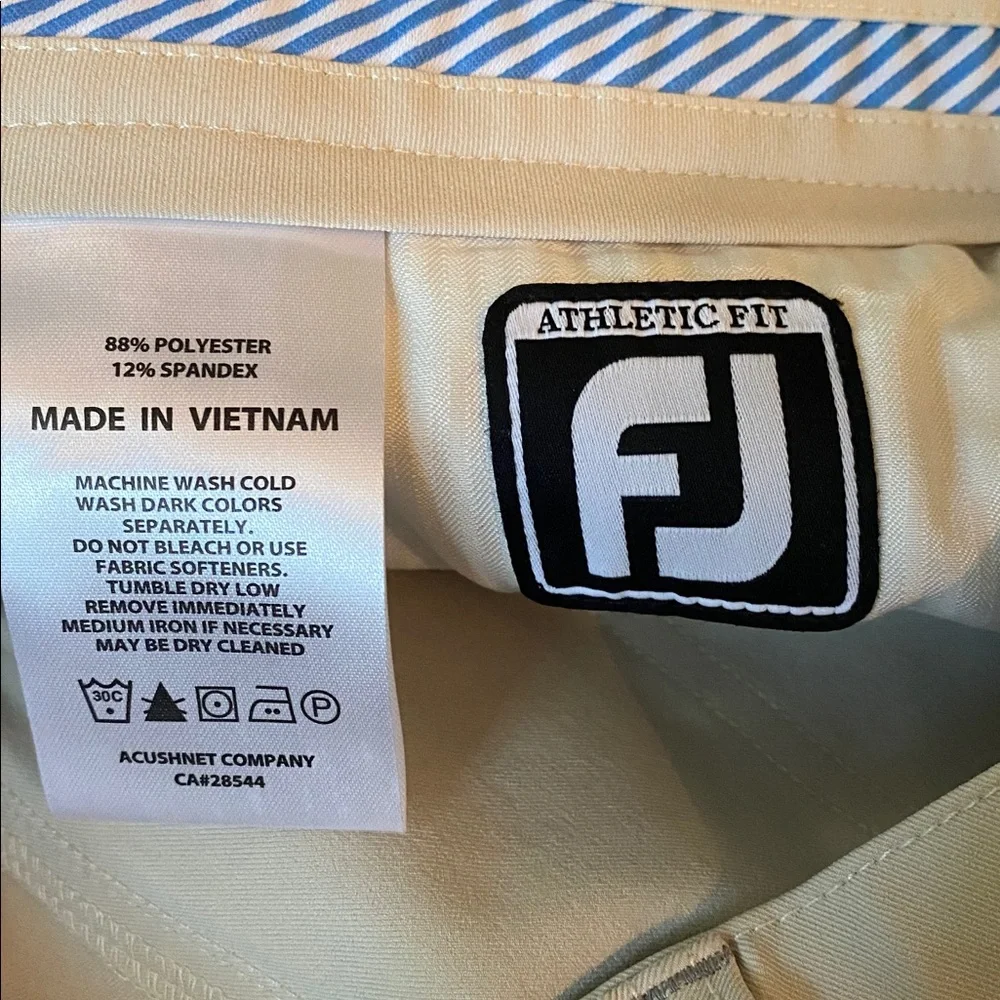 88% POLYESTER
12% SPANDEX
MADE IN VIETNAM
MACHINE WASH COLD
WASH DARK COLORS
SEPARATELY.
DO NOT BLEACH OR USE
FABRIC SOFTENERS.
TUMBLE DRY LOW
REMOVE IMMEDIATELY
MEDIUM IRON IF NECESSARY
MAY BE DRY CLEANED
30C P
ACUSHNET COMPANY
CA#28544
ATHLETIC FIT
FJ